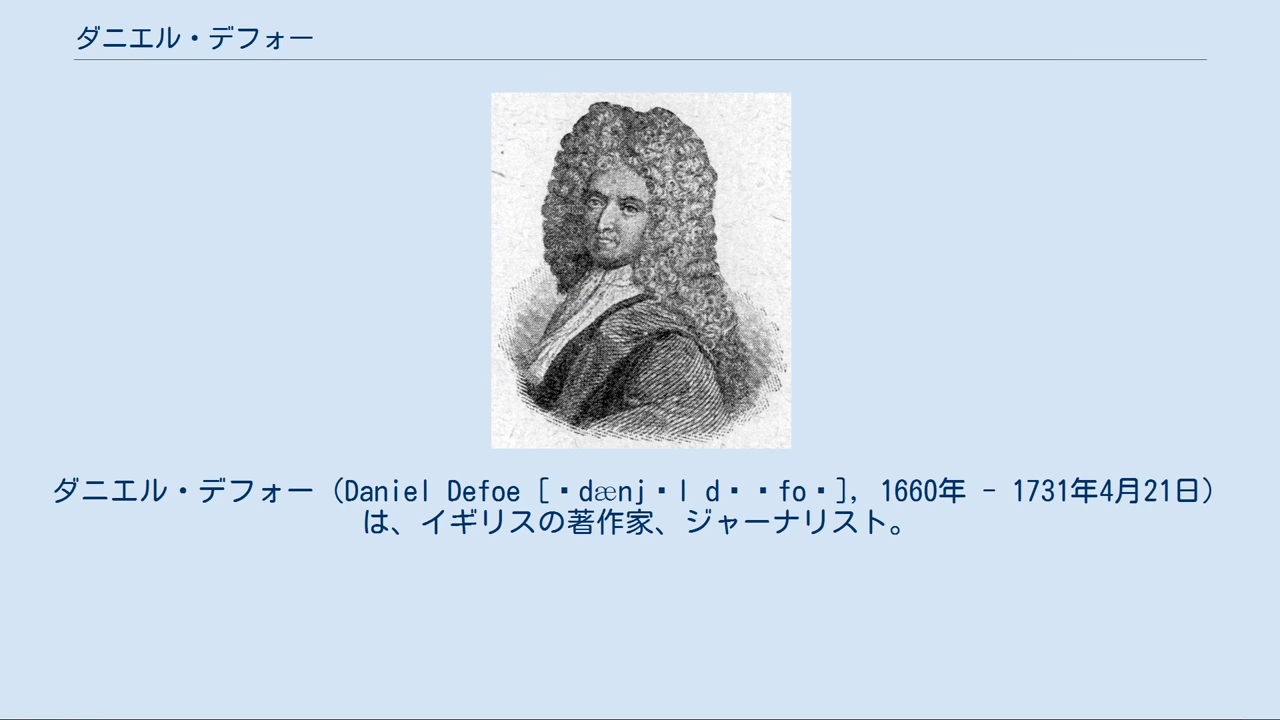 ダニエル・デフォー
ダニエル・デフォー（Daniel Defoe [・dænj・l d・・fo・], 1660年 - 1731年4月21日）
は、イギリスの著作家、ジャーナリスト。